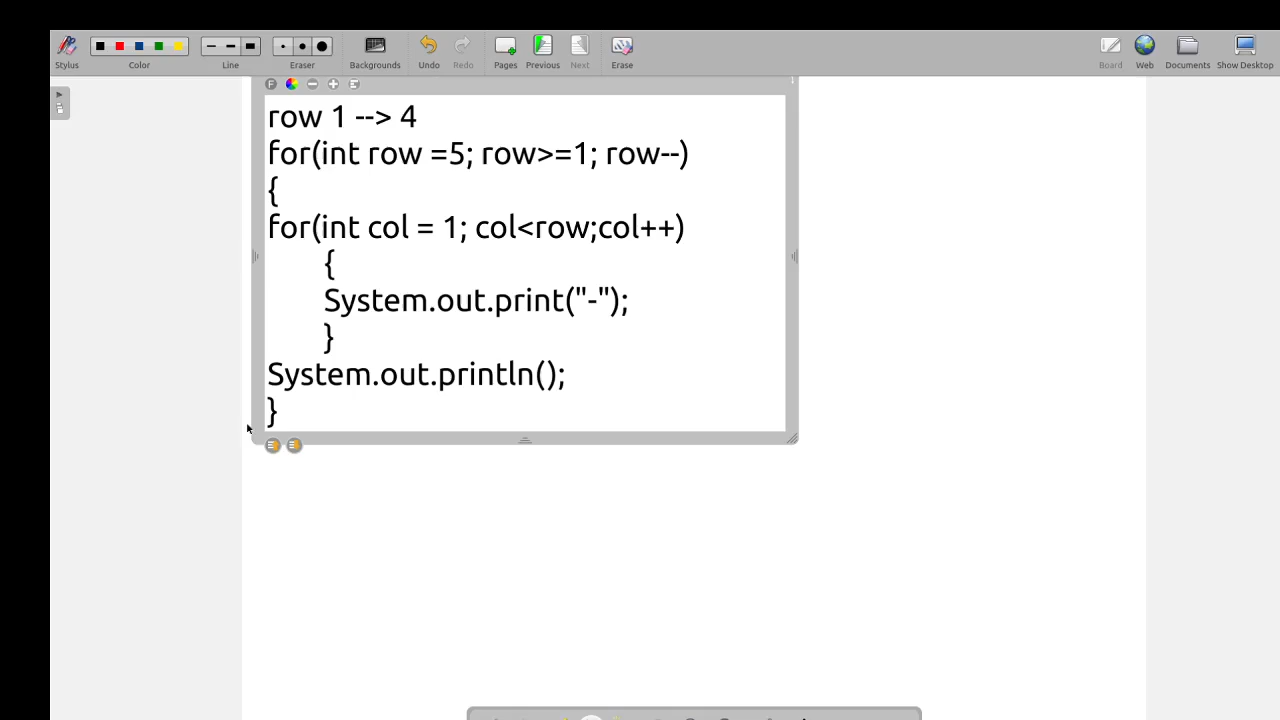 Stylus Color Line Eraser Backgrounds Undo Redo Pages Previous Next Erase Board Web Documents Show Desktop
F
row 1 --> 4
for(int row =5; row>=1; row--)
{
for(int col = 1; col<row;col++)
{
System.out.print("-");
}
System.out.println();
}